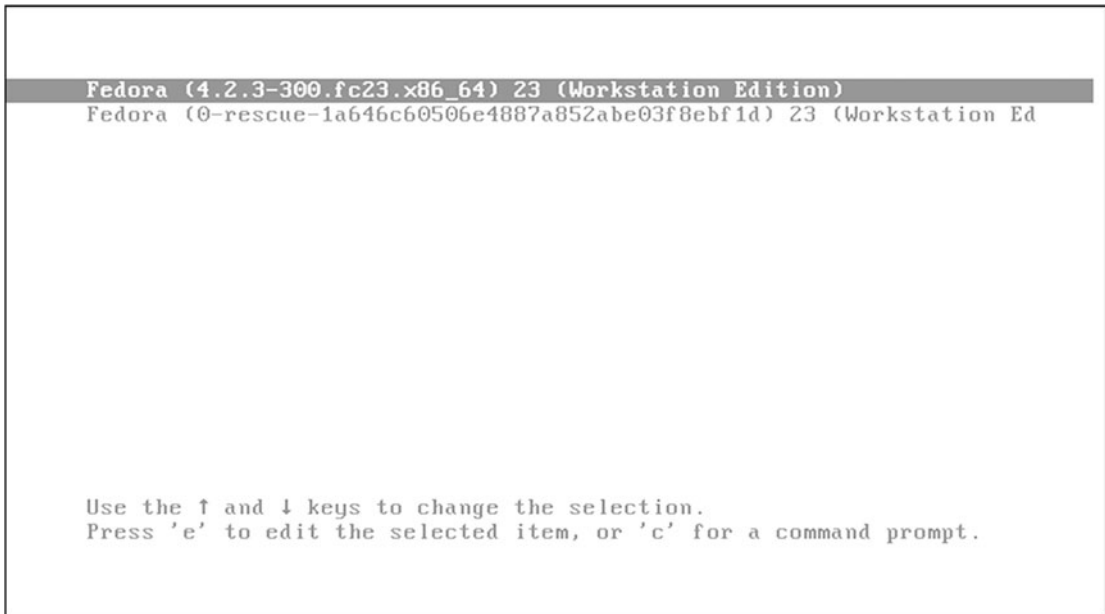 Fedora (4.2.3-300.fc23.x86_64) 23 (Workstation Edition)
Fedora (0-rescue-1a646c60506e4887a852abe03f8ebf1d) 23 (Workstation Ed
Use the ↑ and ↓ keys to change the selection.
Press 'e' to edit the selected item, or 'c' for a command prompt.